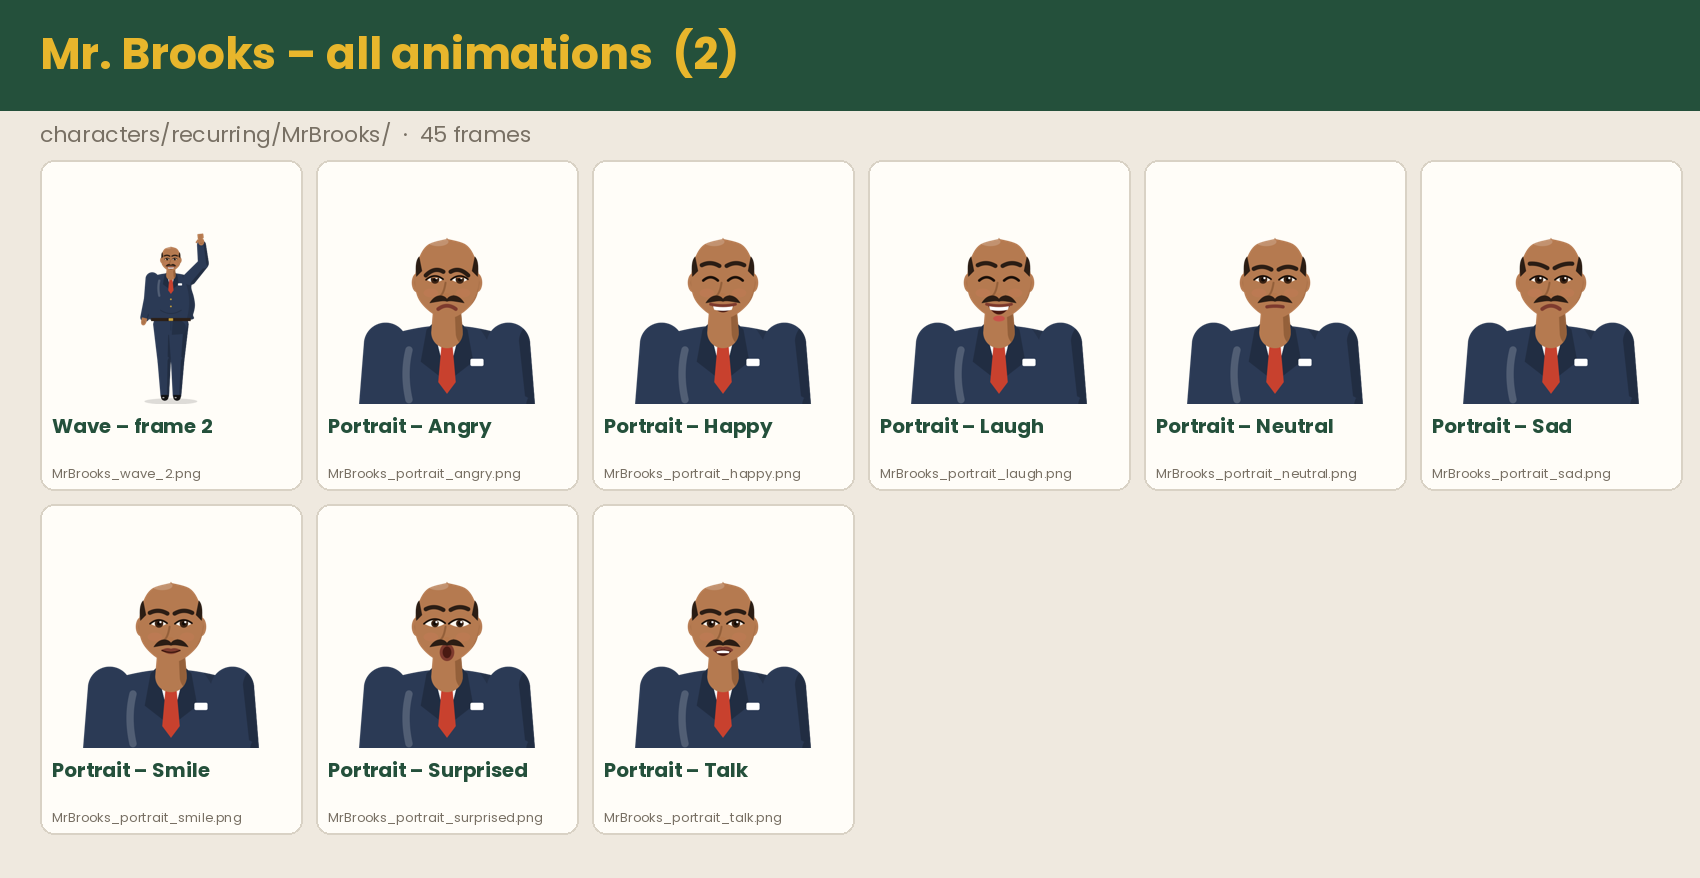 Mr. Brooks – all animations (2)
characters/recurring/MrBrooks/ · 45 frames
Wave – frame 2
MrBrooks_wave_2.png
Portrait – Angry
MrBrooks_portrait_angry.png
Portrait – Happy
MrBrooks_portrait_happy.png
Portrait – Laugh
MrBrooks_portrait_laugh.png
Portrait – Neutral
MrBrooks_portrait_neutral.png
Portrait – Sad
MrBrooks_portrait_sad.png
Portrait – Smile
MrBrooks_portrait_smile.png
Portrait – Surprised
MrBrooks_portrait_surprised.png
Portrait – Talk
MrBrooks_portrait_talk.png